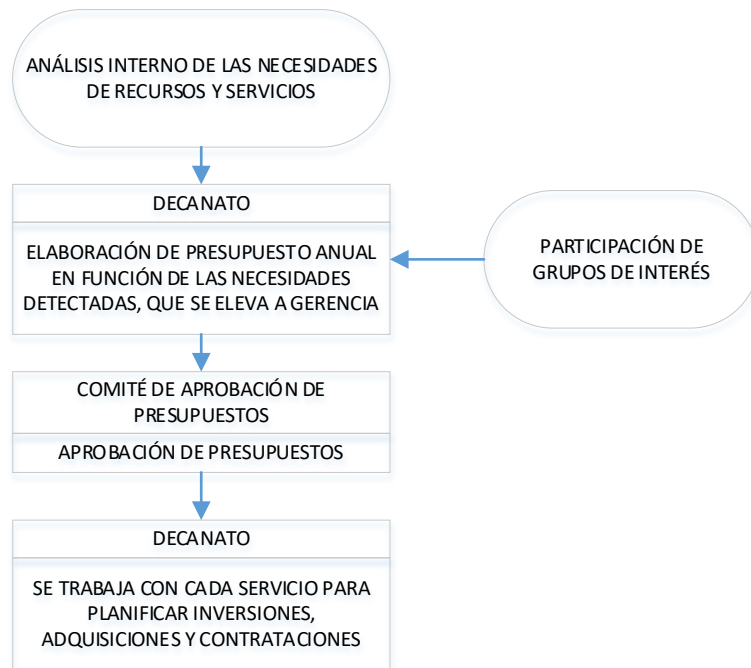 ANÁLISIS INTERNO DE LAS NECESIDADES
DE RECURSOS Y SERVICIOS
DECANATO
ELABORACIÓN DE PRESUPUESTO ANUAL
EN FUNCIÓN DE LAS NECESIDADES
DETECTADAS, QUE SE ELEVA A GERENCIA
PARTICIPACIÓN DE
GRUPOS DE INTERÉS
COMITÉ DE APROBACIÓN DE
PRESUPUESTOS
APROBACIÓN DE PRESUPUESTOS
DECANATO
SE TRABAJA CON CADA SERVICIO PARA
PLANIFICAR INVERSIONES,
ADQUISICIONES Y CONTRATACIONES